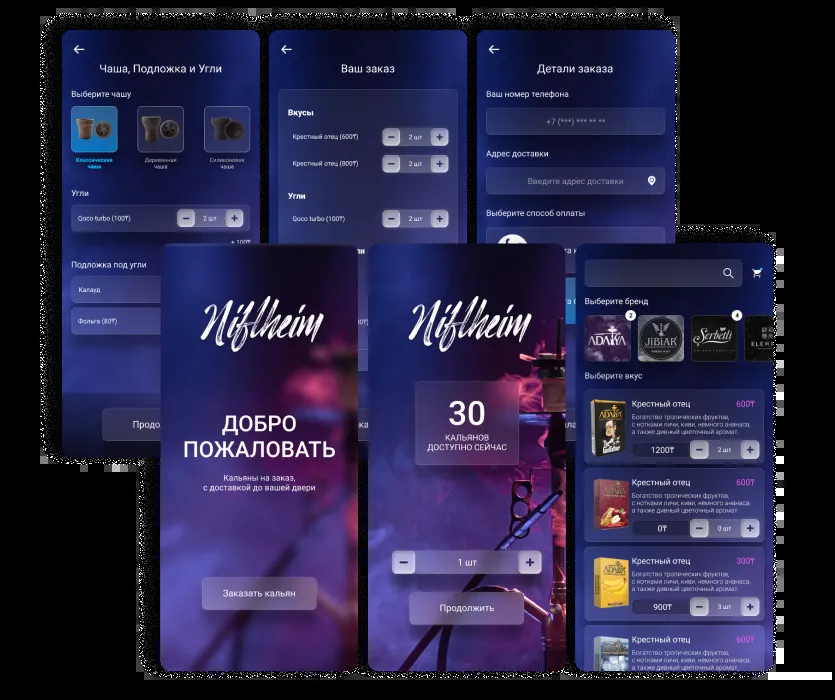 Чаша, Подложка и Угли
Выберите чашу
Классическая
чаша
Деревянная
чаша
Силиконовая
чаша
Угли
Qoco turbo (100₸)
2 шт
+ 100₸
Подложка под угли
Калауд
Фольга (80₸)
Продо
Ваш заказ
Вкусы
Крестный отец (600₸)
2 шт
Крестный отец (800₸)
2 шт
Угли
Qoco turbo (100₸)
2 шт
Детали заказа
Ваш номер телефона
+7 (***) *** ** **
Адрес доставки
Введите адрес доставки
Выберите способ оплаты
Niflheim
ДОБРО
ПОЖАЛОВАТЬ
Кальяны на заказ,
с доставкой до вашей двери
Заказать кальян
Niflheim
30
КАЛЬЯНОВ
ДОСТУПНО СЕЙЧАС
1 шт
Продолжить
Выберите бренд
2
4
ADALYA
JIBIAR
Serbetli
ELEM
Выберите вкус
Крестный отец 600₸
Богатство тропических фруктов,
с нотками личи, киви, немного ананаса,
а также дивный цветочный аромат.
1200₸ 2 шт
Крестный отец 600₸
Богатство тропических фруктов,
с нотками личи, киви, немного ананаса,
а также дивный цветочный аромат.
0₸ 0 шт
Крестный отец 300₸
Богатство тропических фруктов,
с нотками личи, киви, немного ананаса,
а также дивный цветочный аромат.
900₸ 3 шт
Крестный отец 600₸
Богатство тропических фруктов,
с нотками личи, киви, немного ананаса,
а также дивный цветочный аромат.